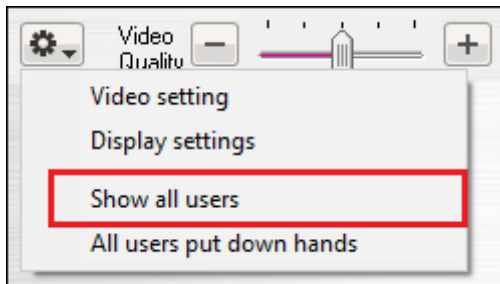 Video
Quality
Video setting
Display settings
Show all users
All users put down hands